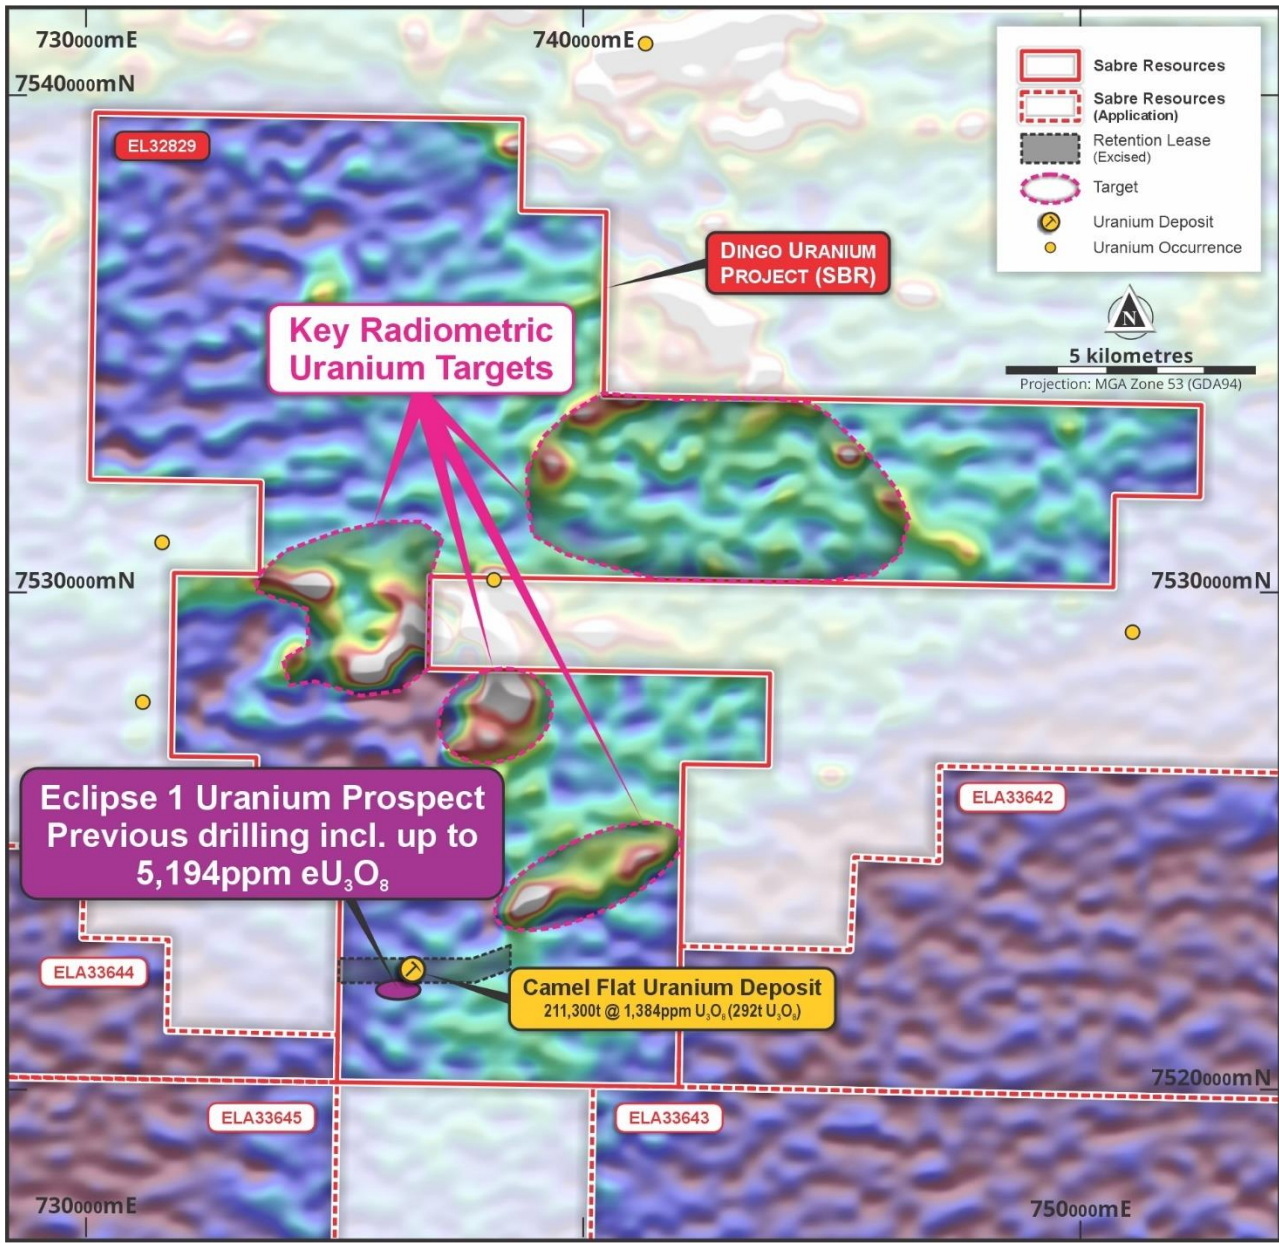 730000mE
740000mE
7540000mN
Sabre Resources
Sabre Resources
(Application)
Retention Lease
(Excised)
Target
Uranium Deposit
Uranium Occurrence
EL32829
DINGO URANIUM
PROJECT (SBR)
N
5 kilometres
Projection: MGA Zone 53 (GDA94)
Key Radiometric
Uranium Targets
7530000mN
7530000mN
Eclipse 1 Uranium Prospect
Previous drilling incl. up to
5,194ppm eU₃O₈
ELA33642
ELA33644
Camel Flat Uranium Deposit
211,300t @ 1,384ppm U₃O₈ (292t U₃O₈)
7520000mN
ELA33645
ELA33643
730000mE
750000mE